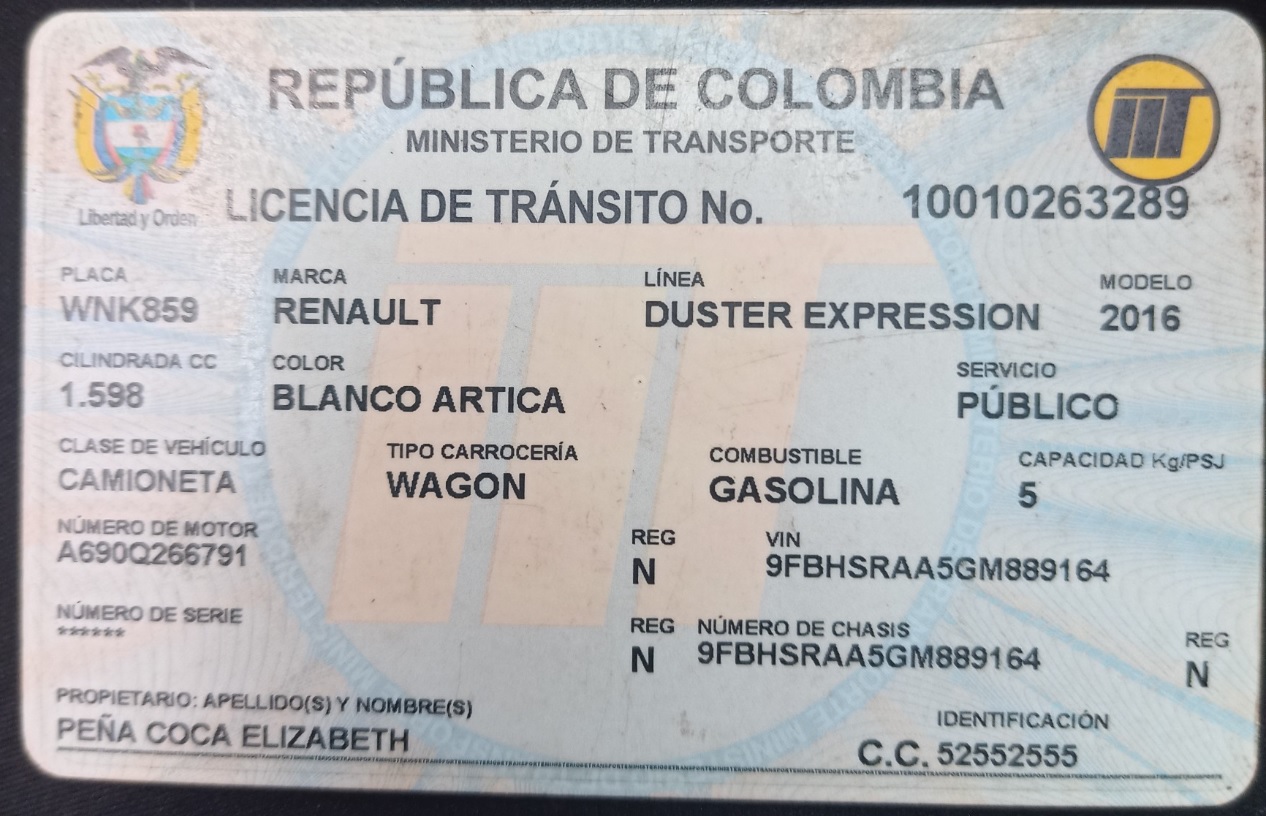 REPÚBLICA DE COLOMBIA
MINISTERIO DE TRANSPORTE
Libertad y Orden
LICENCIA DE TRÁNSITO No. 10010263289
PLACA MARCA LÍNEA MODELO
WNK859 RENAULT DUSTER EXPRESSION 2016
CILINDRADA CC COLOR SERVICIO
1.598 BLANCO ARTICA PÚBLICO
CLASE DE VEHÍCULO TIPO CARROCERÍA COMBUSTIBLE CAPACIDAD Kg/PSJ
CAMIONETA WAGON GASOLINA 5
NÚMERO DE MOTOR REG VIN
A690Q266791 N 9FBHSRAA5GM889164
NÚMERO DE SERIE REG NÚMERO DE CHASIS REG
****** N 9FBHSRAA5GM889164 N
PROPIETARIO: APELLIDO(S) Y NOMBRE(S) IDENTIFICACIÓN
PEÑA COCA ELIZABETH C.C. 52552555